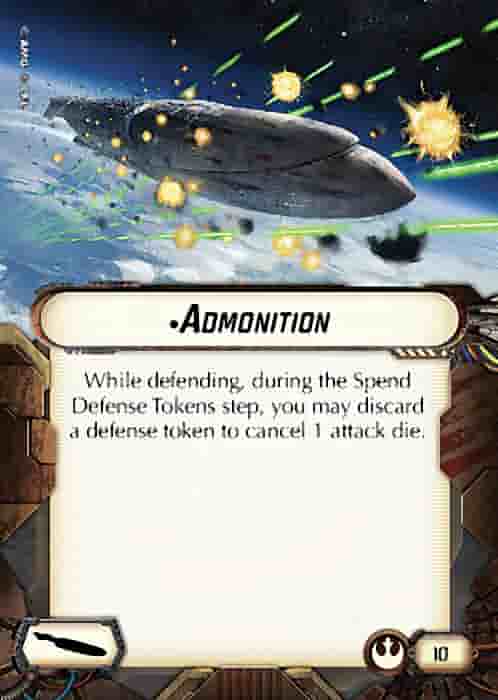 •Admonition
While defending, during the Spend
Defense Tokens step, you may discard
a defense token to cancel 1 attack die.
10